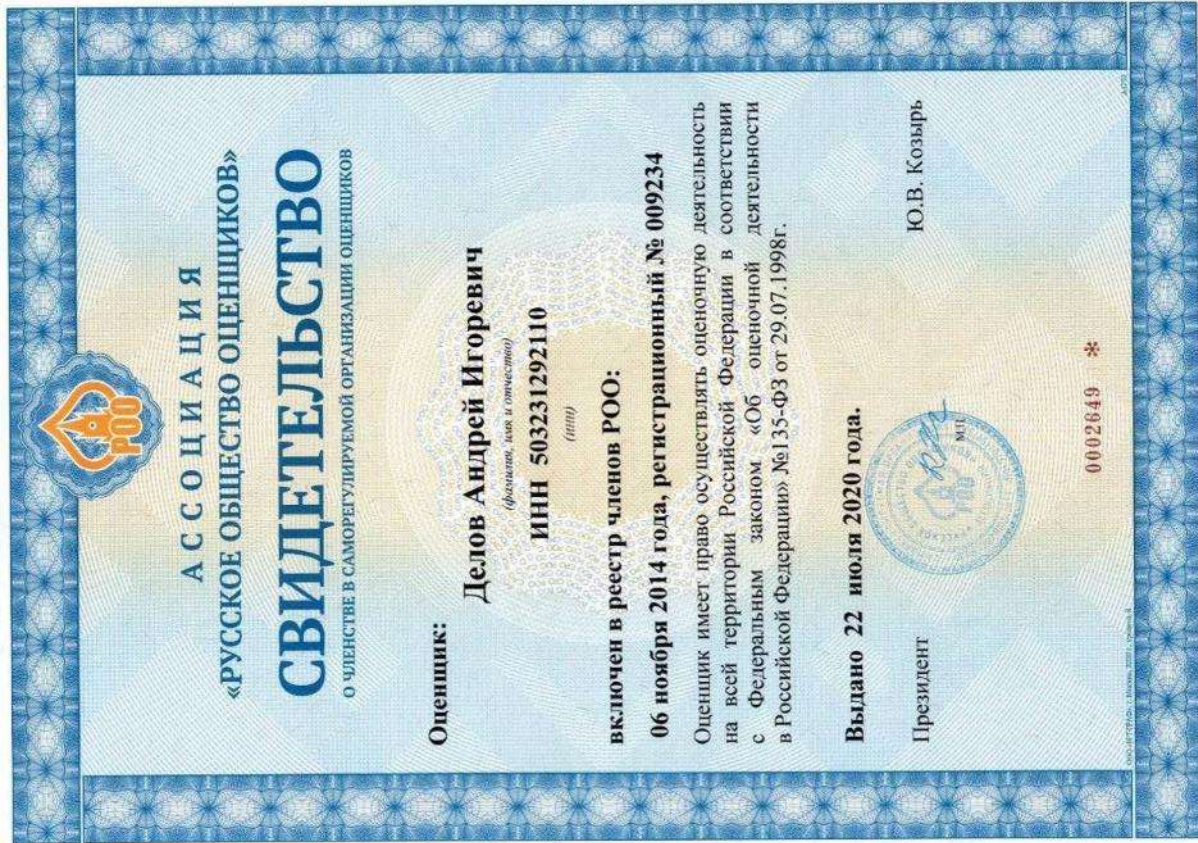 РОО
АССОЦИАЦИЯ
«РУССКОЕ ОБЩЕСТВО ОЦЕНЩИКОВ»
СВИДЕТЕЛЬСТВО
О ЧЛЕНСТВЕ В САМОРЕГУЛИРУЕМОЙ ОРГАНИЗАЦИИ ОЦЕНЩИКОВ
Оценщик:
Делов Андрей Игоревич
(фамилия, имя и отчество)
ИНН 503231292110
(инн)
включен в реестр членов РОО:
06 ноября 2014 года, регистрационный № 009234
Оценщик имеет право осуществлять оценочную деятельность
на всей территории Российской Федерации в соответствии
с Федеральным законом «Об оценочной деятельности
в Российской Федерации» №135-ФЗ от 29.07.1998г.
Выдано 22 июля 2020 года.
Президент
МП
Ю.В. Козырь
0002649 *